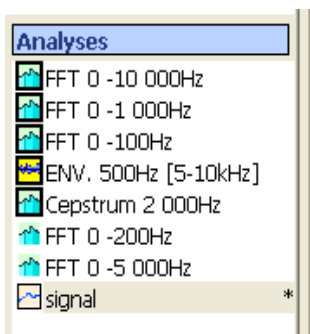 Analyses
FFT 0 -10 000Hz
FFT 0 -1 000Hz
FFT 0 -100Hz
ENV. 500Hz [5-10kHz]
Cepstrum 2 000Hz
FFT 0 -200Hz
FFT 0 -5 000Hz
signal *